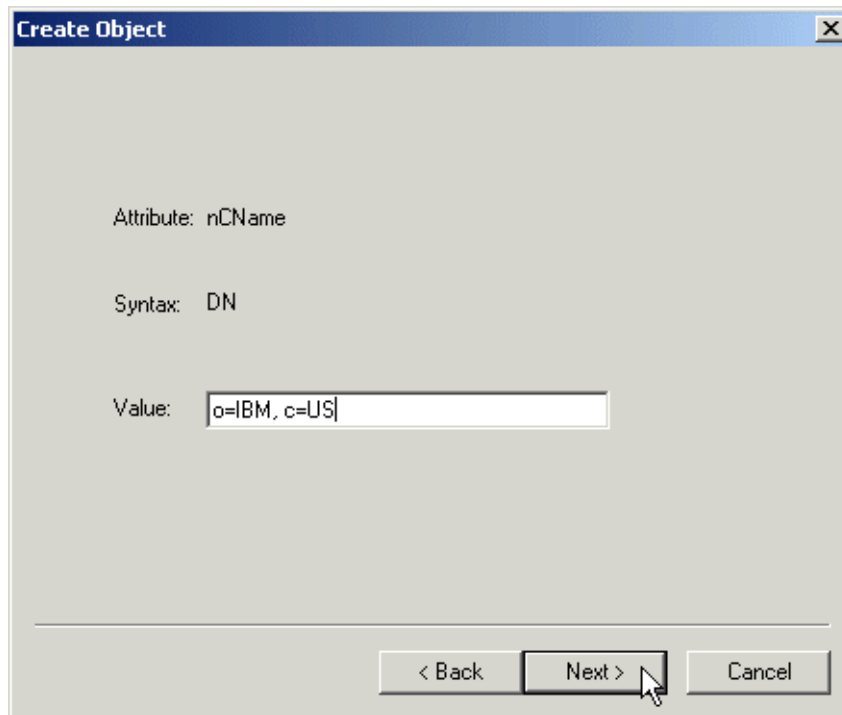 Create Object
Attribute: nCName
Syntax: DN
Value: o=IBM, c=US
< Back Next > Cancel